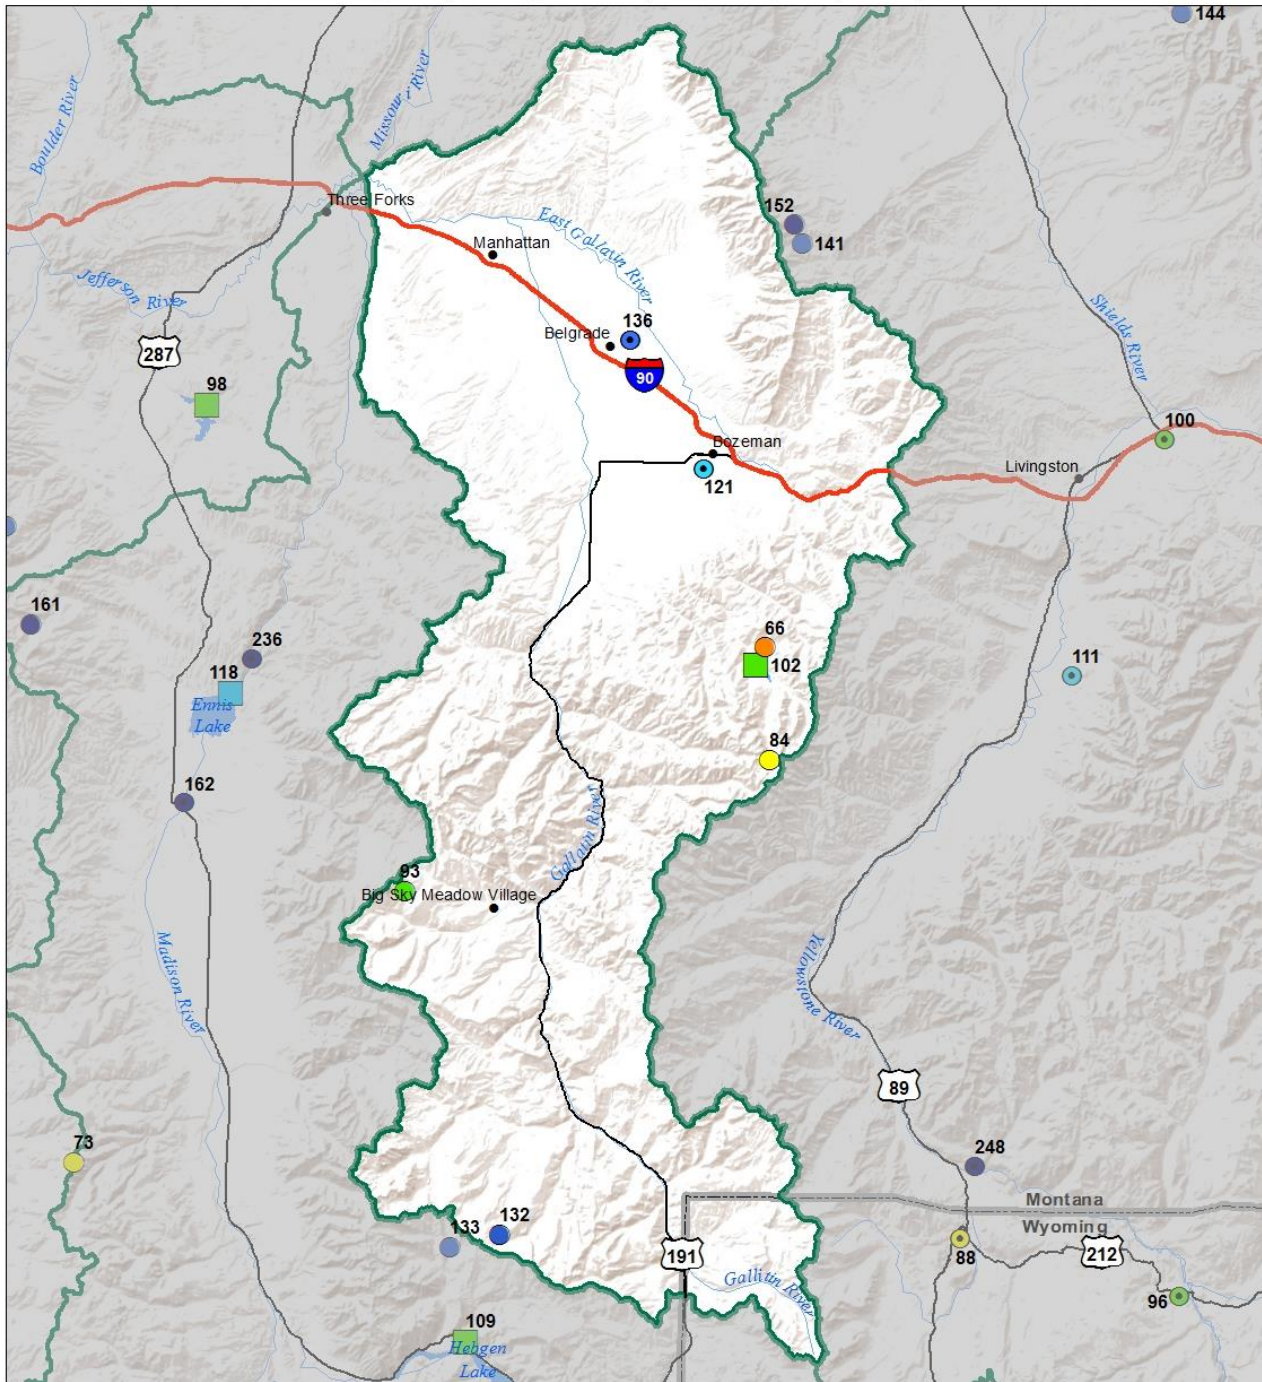 144
Boulder River
Missouri River
Three Forks
152
141
East Gallatin River
Manhattan
Jefferson River
136
Belgrade
287
90
Shields River
98
100
Bozeman
Livingston
121
161
236
66
118
102
111
Ennis
Lake
84
162
Gallatin River
93
Big Sky Meadow Village
Madison River
Yellowstone River
89
73
248
Montana
Wyoming
133
132
191
88
212
Gallitin River
96
109
Hebgen
Lake